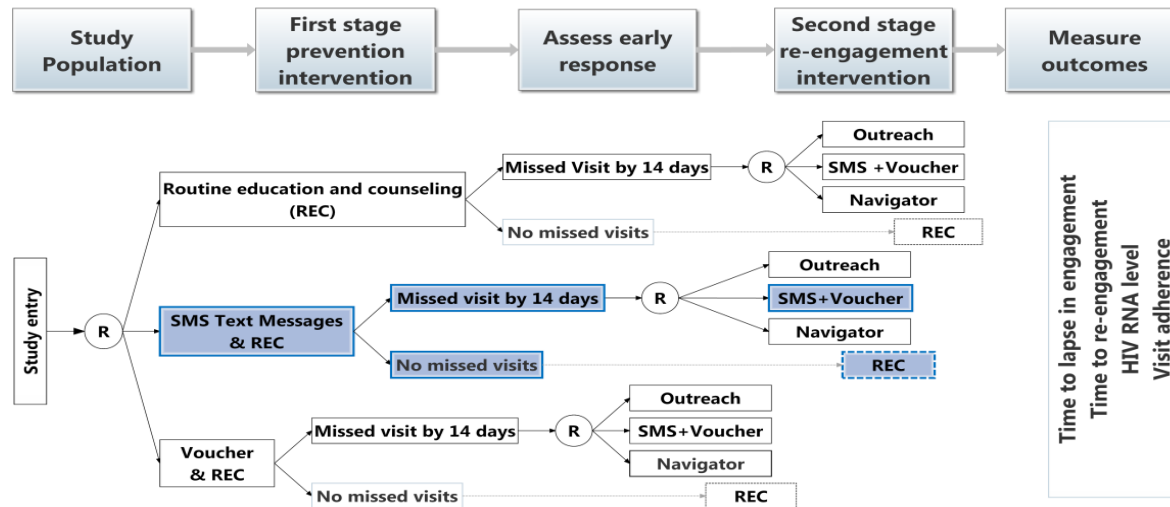 Study
Population
First stage
prevention
intervention
Assess early
response
Second stage
re-engagement
intervention
Measure
outcomes
Study entry
R
Routine education and counseling
(REC)
Missed Visit by 14 days
R
Outreach
SMS +Voucher
Navigator
No missed visits
REC
SMS Text Messages
& REC
Missed visit by 14 days
R
Outreach
SMS+Voucher
Navigator
No missed visits
REC
Voucher
& REC
Missed visit by 14 days
R
Outreach
SMS+Voucher
Navigator
No missed visits
REC
Time to lapse in engagement
Time to re-engagement
HIV RNA level
Visit adherence